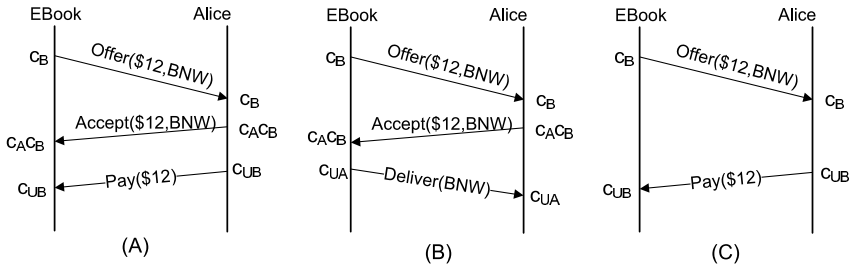 EBook Alice EBook Alice EBook Alice
Offer($12,BNW) Offer($12,BNW) Offer($12,BNW)
cB cB cB
cB cB cB
Accept($12,BNW) Accept($12,BNW)
cAcB cAcB
cAcB cAcB
cUB cUA cUB
Pay($12) Deliver(BNW) Pay($12)
cUB cUA cUB
(A) (B) (C)